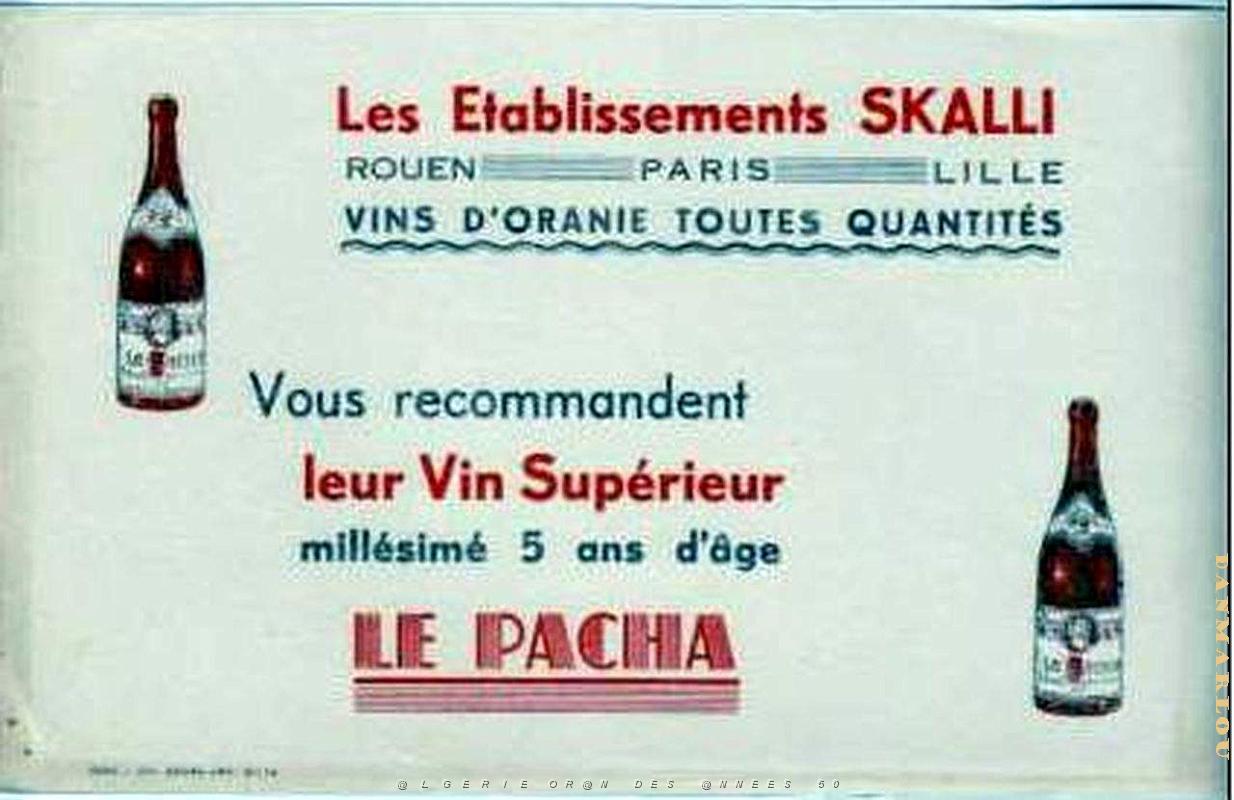 Les Etablissements SKALLI
ROUEN PARIS LILLE
VINS D'ORANIE TOUTES QUANTITÉS
Vous recommandent
leur Vin Supérieur
millésimé 5 ans d'âge
LE PACHA
@LGERIE OR@N DES @NNEES 50
PANMARLOU